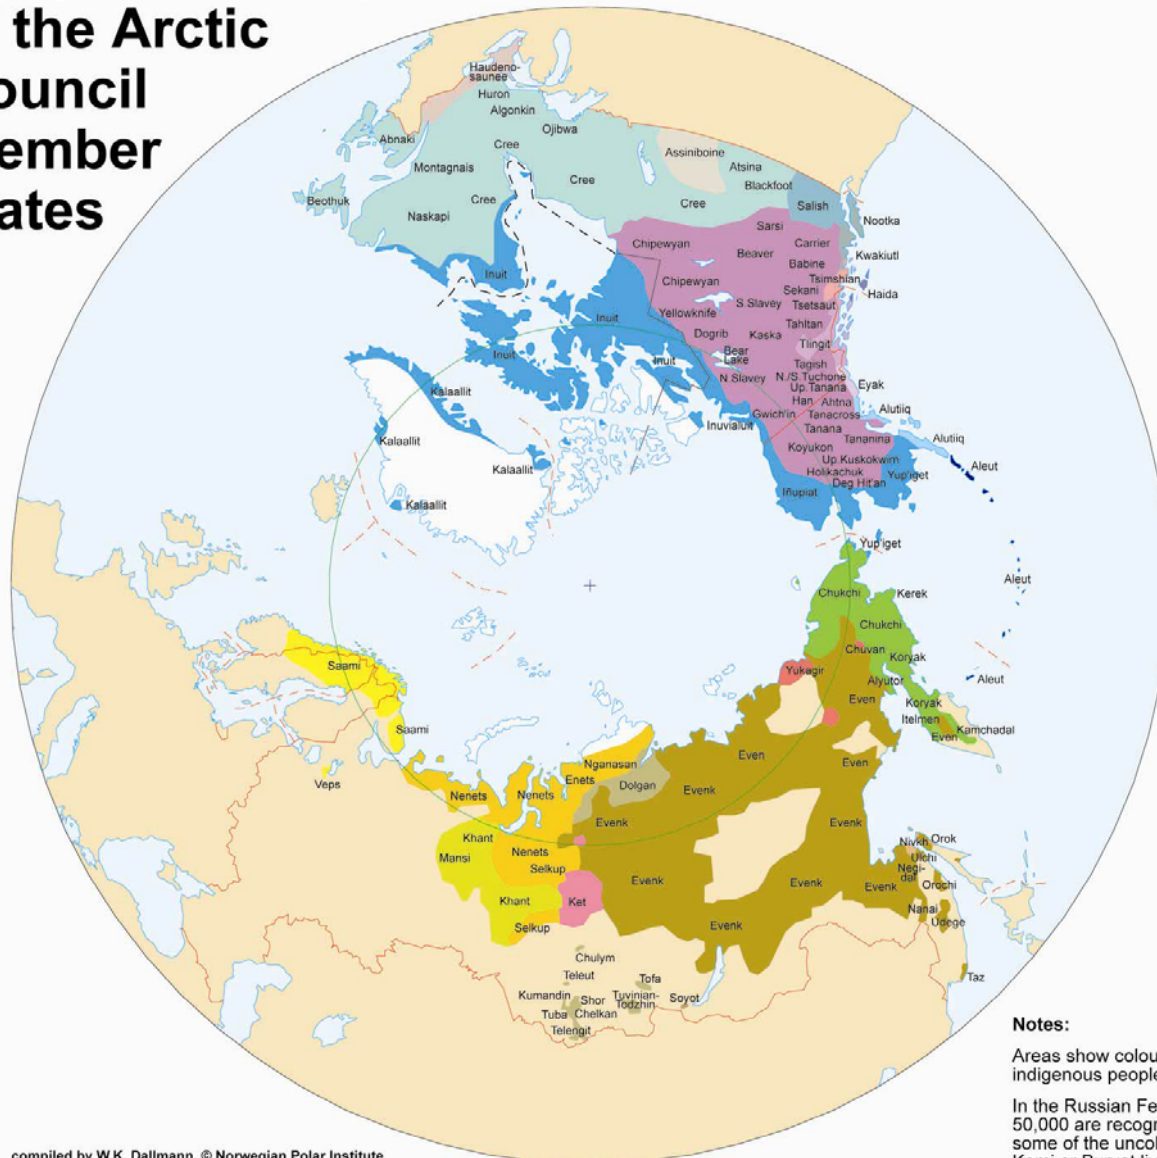 the Arctic
ouncil
ember
ates
Haudeno-
saunee
Huron
Algonkin
Ojibwa
Abnaki
Cree
Montagnais
Assiniboine
Atsina
Cree
Blackfoot
Beothuk
Cree
Cree
Salish
Naskapi
Nootka
Sarsi
Chipewyan
Carrier
Beaver
Kwakiutl
Babine
Inuit
Chipewyan
Tsimshian
Sekani
Haida
S Slavey
Tsetsaut
Inuit
Yellowknife
Tahltan
Dogrib
Kaska
Tlingit
Inuit
Inuit
Bear
Lake
Tagish
N Slavey
N./S.Tuchone
Up.Tanana
Eyak
Kalaallit
Han
Ahtna
Alutiiq
Gwich'in
Tanacross
Inuvialuit
Tanana
Kalaallit
Tananina
Alutiiq
Koyukon
Up.Kuskokwim
Aleut
Kalaallit
Holikachuk
Yup'iget
Deg Hit'an
Iñupiat
Kalaallit
Yup'iget
Aleut
Chukchi
Kerek
Chukchi
Chuvan
Koryak
Saami
Yukagir
Alyutor
Aleut
Even
Koryak
Itelmen
Saami
Kamchadal
Even
Even
Nganasan
Even
Enets
Veps
Dolgan
Nenets
Nenets
Evenk
Evenk
Evenk
Khant
Nivkh
Orok
Nenets
Mansi
Ulchi
Selkup
Negi-
dal
Evenk
Evenk
Evenk
Orochi
Khant
Ket
Nanai
Selkup
Evenk
Udege
Chulym
Teleut
Tofa
Taz
Kumandin
Shor
Tuvinian-
Todzhin
Soyot
Tuba
Chelkan
Telengit
Notes:
Areas show colou
indigenous people
In the Russian Fe
50,000 are recogn
some of the uncol
compiled by W.K. Dallmann, © Norwegian Polar Institute